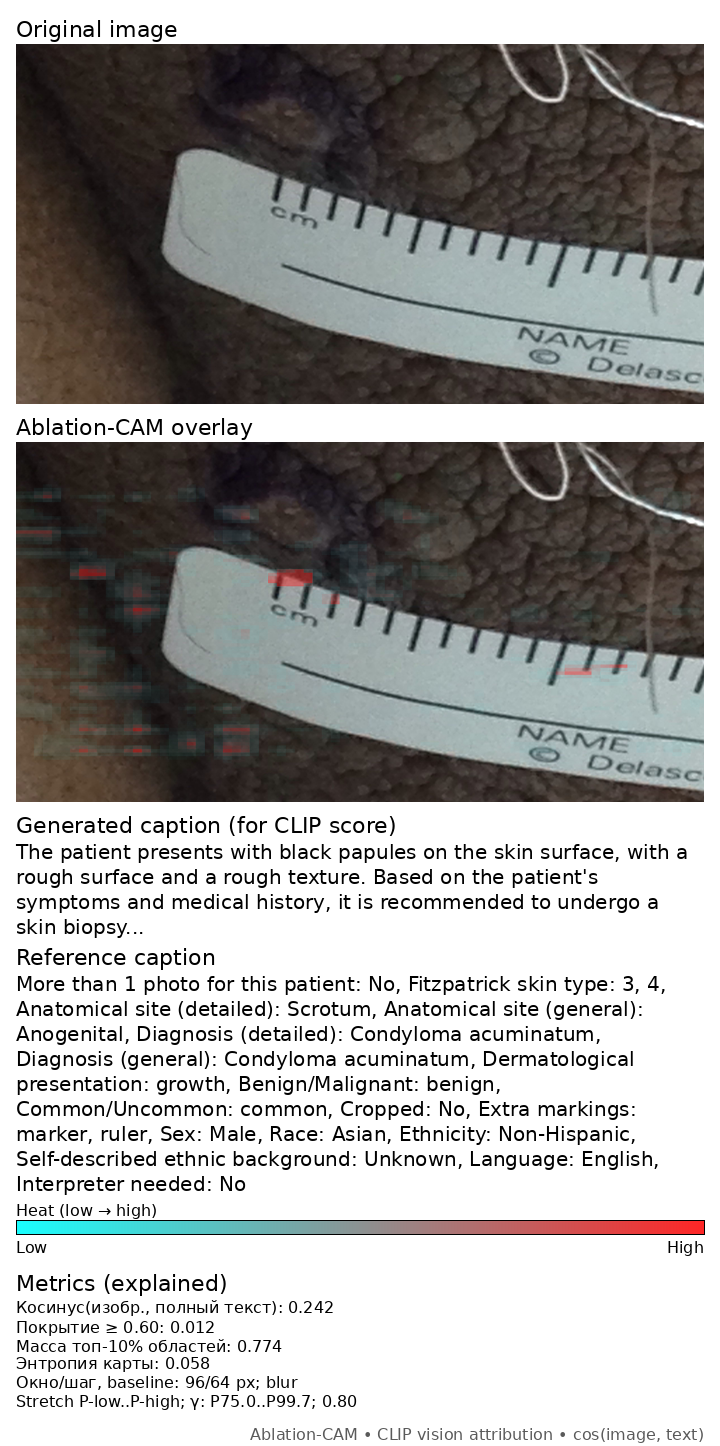 Original image
cm
NAME
© Delasc
Ablation-CAM overlay
cm
NAME
© Delasc
Generated caption (for CLIP score)
The patient presents with black papules on the skin surface, with a
rough surface and a rough texture. Based on the patient's
symptoms and medical history, it is recommended to undergo a
skin biopsy...
Reference caption
More than 1 photo for this patient: No, Fitzpatrick skin type: 3, 4,
Anatomical site (detailed): Scrotum, Anatomical site (general):
Anogenital, Diagnosis (detailed): Condyloma acuminatum,
Diagnosis (general): Condyloma acuminatum, Dermatological
presentation: growth, Benign/Malignant: benign,
Common/Uncommon: common, Cropped: No, Extra markings:
marker, ruler, Sex: Male, Race: Asian, Ethnicity: Non-Hispanic,
Self-described ethnic background: Unknown, Language: English,
Interpreter needed: No
Heat (low → high)
Low High
Metrics (explained)
Косинус(изобр., полный текст): 0.242
Покрытие ≥ 0.60: 0.012
Масса топ-10% областей: 0.774
Энтропия карты: 0.058
Окно/шаг, baseline: 96/64 px; blur
Stretch P-low..P-high; γ: P75.0..P99.7; 0.80
Ablation-CAM • CLIP vision attribution • cos(image, text)